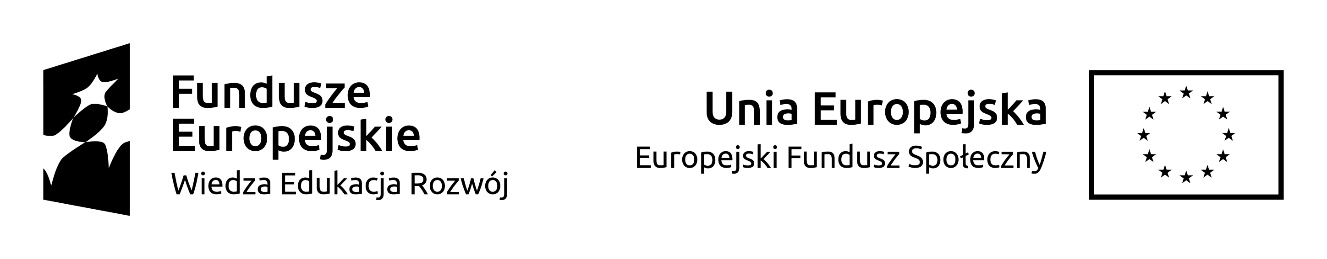 Fundusze
Europejskie
Wiedza Edukacja Rozwój
Unia Europejska
Europejski Fundusz Społeczny